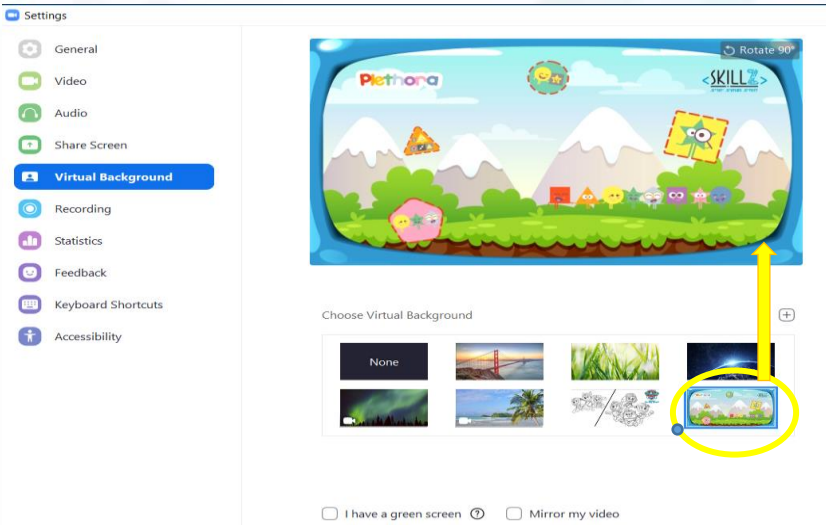 Settings
General
Video
Audio
Share Screen
Virtual Background
Recording
Statistics
Feedback
Keyboard Shortcuts
Accessibility
Rotate 90°
Plethora
<SKILLZ>
Choose Virtual Background
None
I have a green screen
Mirror my video